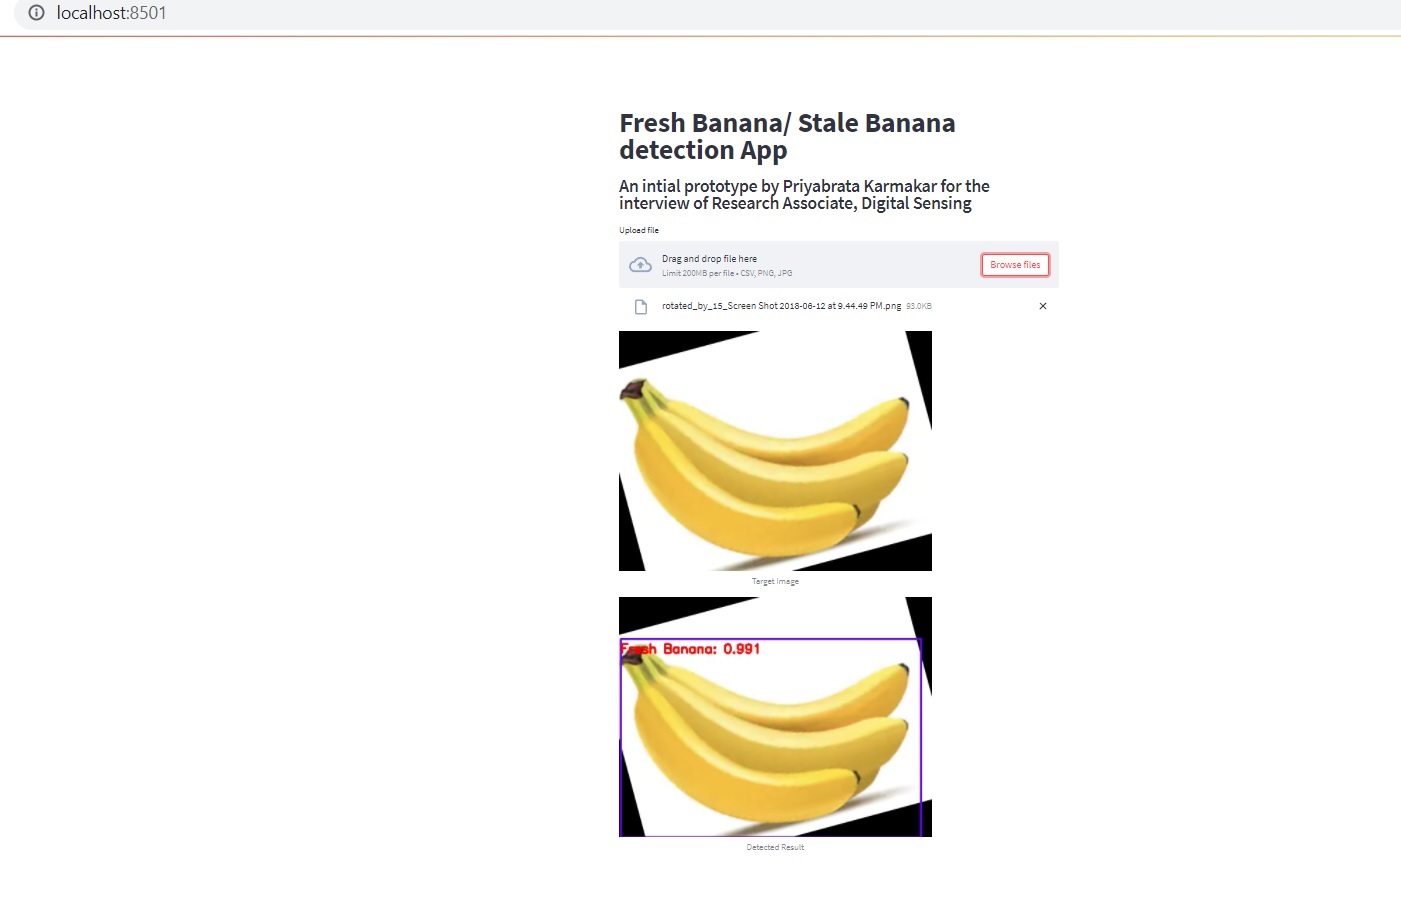 localhost:8501
Fresh Banana/ Stale Banana
detection App
An intial prototype by Priyabrata Karmakar for the
interview of Research Associate, Digital Sensing
Upload file
Drag and drop file here
Limit 200MB per file • CSV, PNG, JPG
Browse files
rotated_by_15_Screen Shot 2018-06-12 at 9.44.49 PM.png 93.0KB
Target Image
Fresh Banana: 0.991
Detected Result